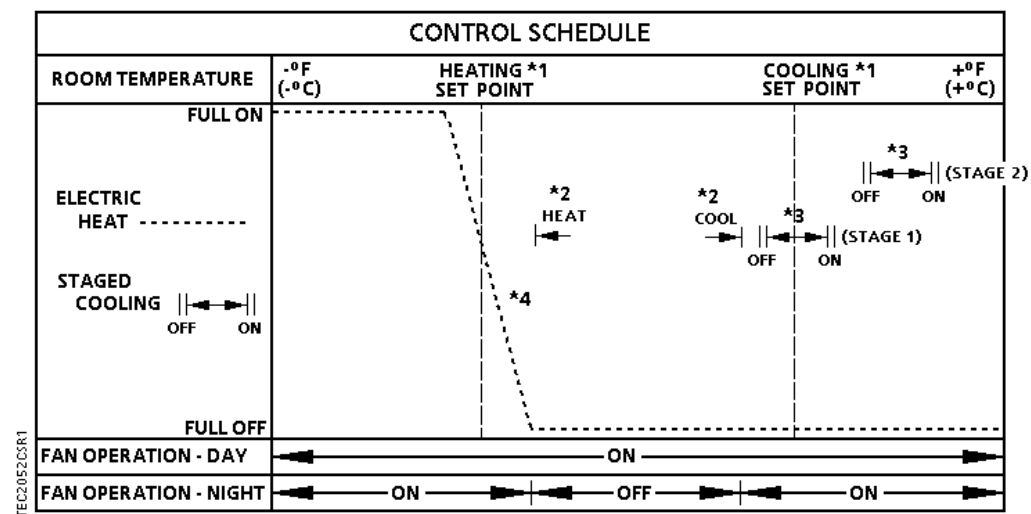 CONTROL SCHEDULE
ROOM TEMPERATURE
-°F
(-°C)
HEATING *1
SET POINT
COOLING *1
SET POINT
+°F
(+°C)
FULL ON
ELECTRIC
HEAT
STAGED
COOLING
OFF ON
FULL OFF
*2
HEAT
*4
*2
COOL
*3
OFF ON
(STAGE 1)
*3
OFF ON
(STAGE 2)
FAN OPERATION - DAY
ON
FAN OPERATION - NIGHT
ON
OFF
ON
TEC2052CSR1